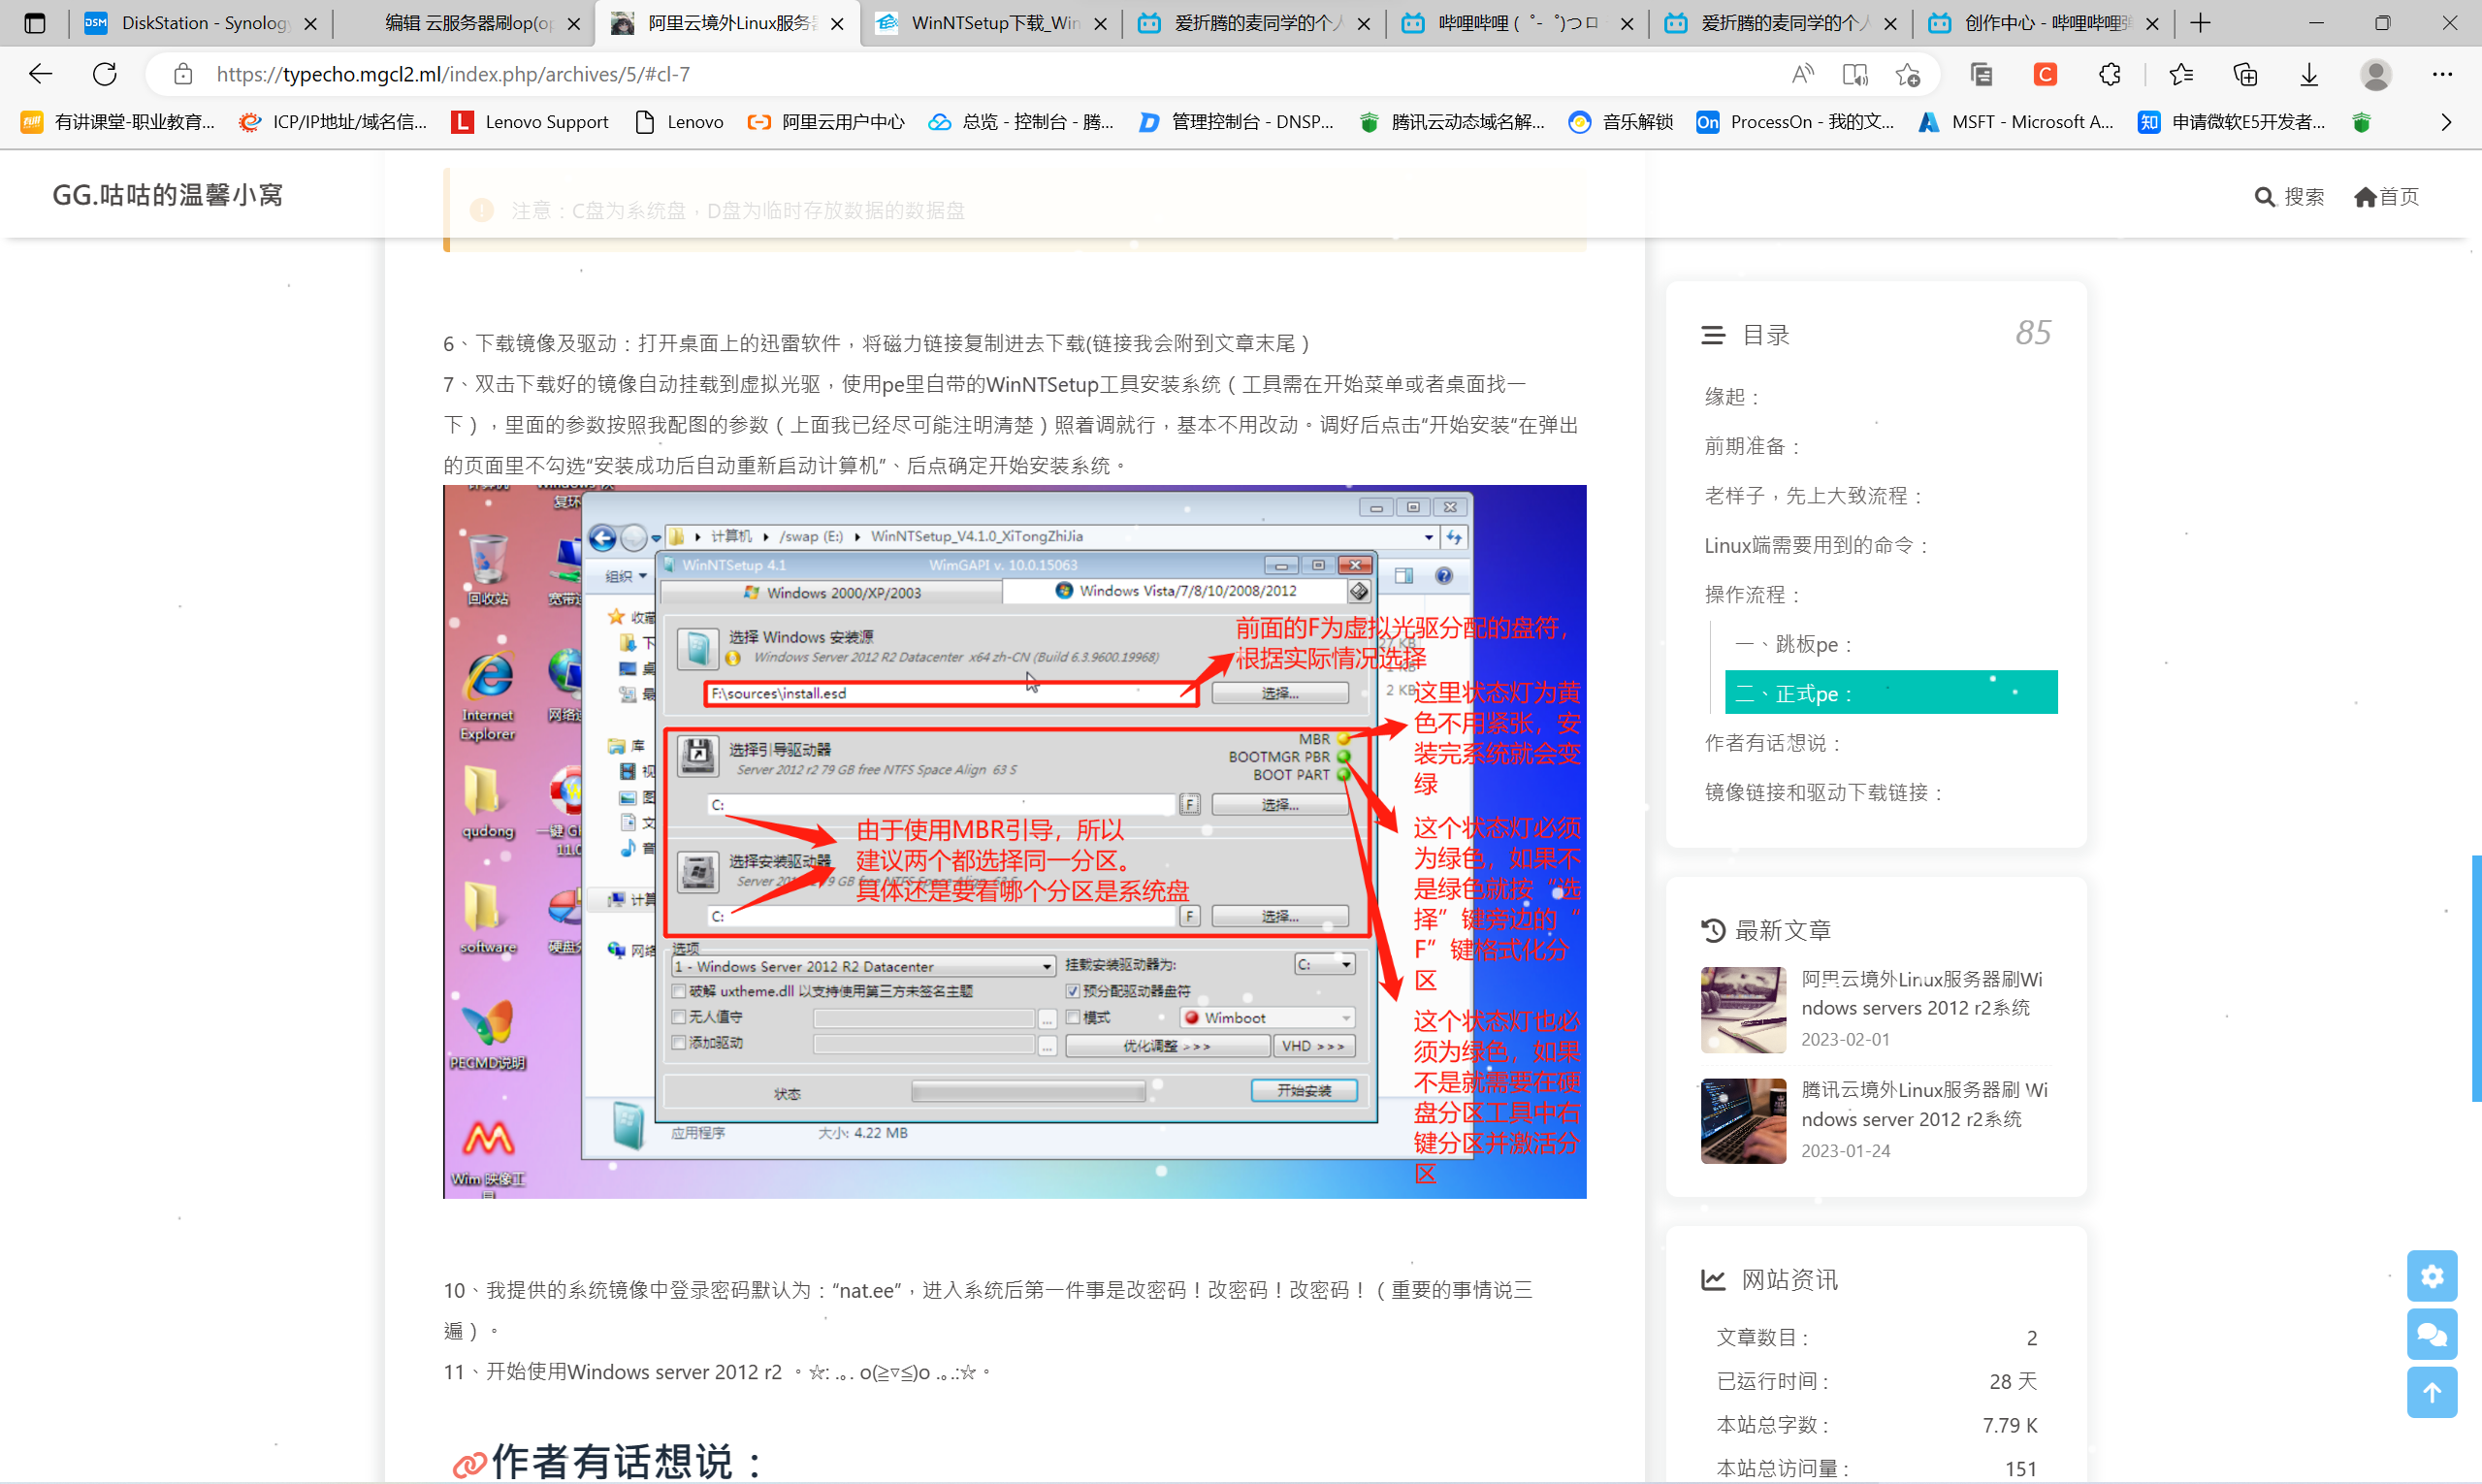 DiskStation - Synology
编辑 云服务器刷op(op
阿里云境外Linux服务器
WinNTSetup下载_Win
爱折腾的麦同学的个人
哔哩哔哩 (゜-゜)つロ
爱折腾的麦同学的个人
创作中心 - 哔哩哔哩弹
https://typecho.mgcl2.ml/index.php/archives/5/#cl-7
有讲课堂-职业教育...
ICP/IP地址/域名信...
Lenovo Support
Lenovo
阿里云用户中心
总览 - 控制台 - 腾...
管理控制台 - DNSP...
腾讯云动态域名解...
音乐解锁
ProcessOn - 我的文...
MSFT - Microsoft A...
申请微软E5开发者...
GG.咕咕的温馨小窝
搜索
首页
注意：C盘为系统盘，D盘为临时存放数据的数据盘
6、下载镜像及驱动：打开桌面上的迅雷软件，将磁力链接复制进去下载(链接我会附到文章末尾）
7、双击下载好的镜像自动挂载到虚拟光驱，使用pe里自带的WinNTSetup工具安装系统（工具需在开始菜单或者桌面找一
下），里面的参数按照我配图的参数（上面我已经尽可能注明清楚）照着调就行，基本不用改动。调好后点击“开始安装”在弹出
的页面里不勾选“安装成功后自动重新启动计算机”、后点确定开始安装系统。
回收站
Internet
Explorer
qudong
software
PECMD说明
Wim 映像工
具
计算机 /swap (E:) WinNTSetup_V4.1.0_XiTongZhiJia
组织
WinNTSetup 4.1 WimGAPI v. 10.0.15063
Windows 2000/XP/2003
Windows Vista/7/8/10/2008/2012
选择 Windows 安装源
Windows Server 2012 R2 Datacenter x64 zh-CN (Build 6.3.9600.19968)
F:\sources\install.esd
选择...
前面的F为虚拟光驱分配的盘符，
根据实际情况选择
2 KB
这里状态灯为黄
色不用紧张，安
装完系统就会变
绿
选择引导驱动器
Server 2012 r2 79 GB free NTFS Space Align 63 S
MBR
BOOTMGR PBR
BOOT PART
C:
F
选择...
由于使用MBR引导，所以
建议两个都选择同一分区。
具体还是要看哪个分区是系统盘
选择安装驱动器
C:
F
选择...
这个状态灯必须
为绿色，如果不
是绿色就按“选
择”键旁边的“
F”键格式化分
区
选项
1 - Windows Server 2012 R2 Datacenter
挂载安装驱动器为:
C:
破解 uxtheme.dll 以支持使用第三方未签名主题
预分配驱动器盘符
无人值守
模式
Wimboot
添加驱动
优化调整 >>>
VHD >>>
状态
开始安装
这个状态灯也必
须为绿色，如果
不是就需要在硬
盘分区工具中右
键分区并激活分
区
应用程序
大小: 4.22 MB
10、我提供的系统镜像中登录密码默认为：“nat.ee”，进入系统后第一件事是改密码！改密码！改密码！（重要的事情说三
遍）。
11、开始使用Windows server 2012 r2 。☆: .｡. o(≧▽≦)o .｡.:☆。
作者有话想说：
目录
85
缘起：
前期准备：
老样子，先上大致流程：
Linux端需要用到的命令：
操作流程：
一、跳板pe：
二、正式pe：
作者有话想说：
镜像链接和驱动下载链接：
最新文章
阿里云境外Linux服务器刷Wi
ndows servers 2012 r2系统
2023-02-01
腾讯云境外Linux服务器刷 Wi
ndows server 2012 r2系统
2023-01-24
网站资讯
文章数目： 2
已运行时间： 28 天
本站总字数： 7.79 K
本站总访问量： 151